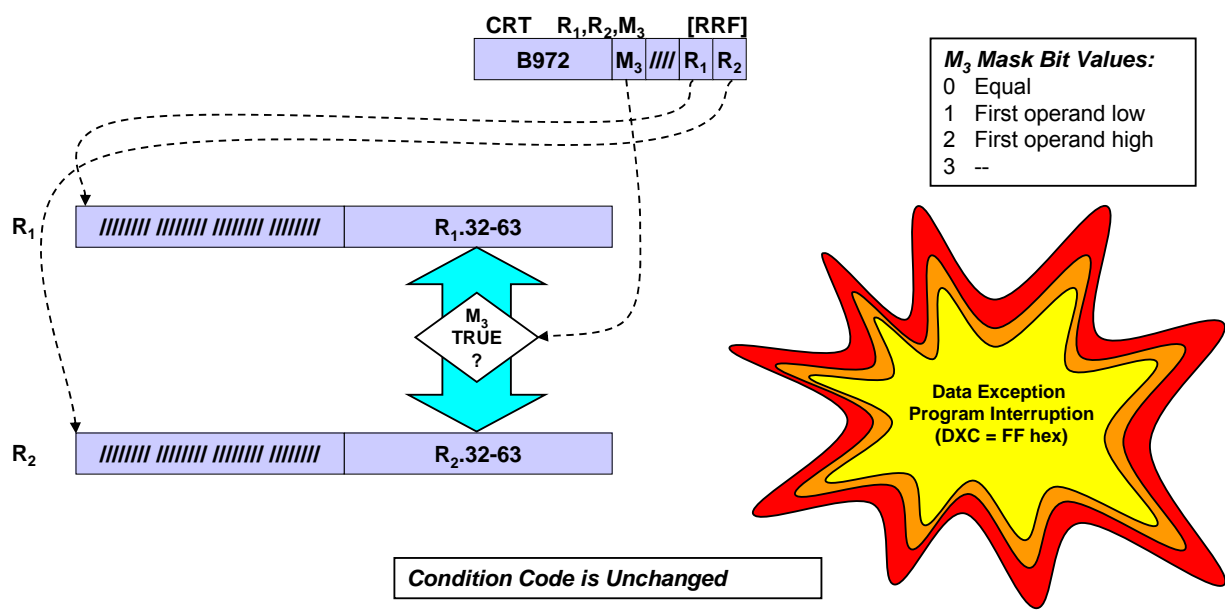 CRT R₁,R₂,M₃ [RRF]
B972 M₃ //// R₁ R₂
M₃ Mask Bit Values:
0 Equal
1 First operand low
2 First operand high
3 --
R₁ //////// //////// //////// //////// R₁.32-63
M₃
TRUE
?
Data Exception
Program Interruption
(DXC = FF hex)
R₂ //////// //////// //////// //////// R₂.32-63
Condition Code is Unchanged